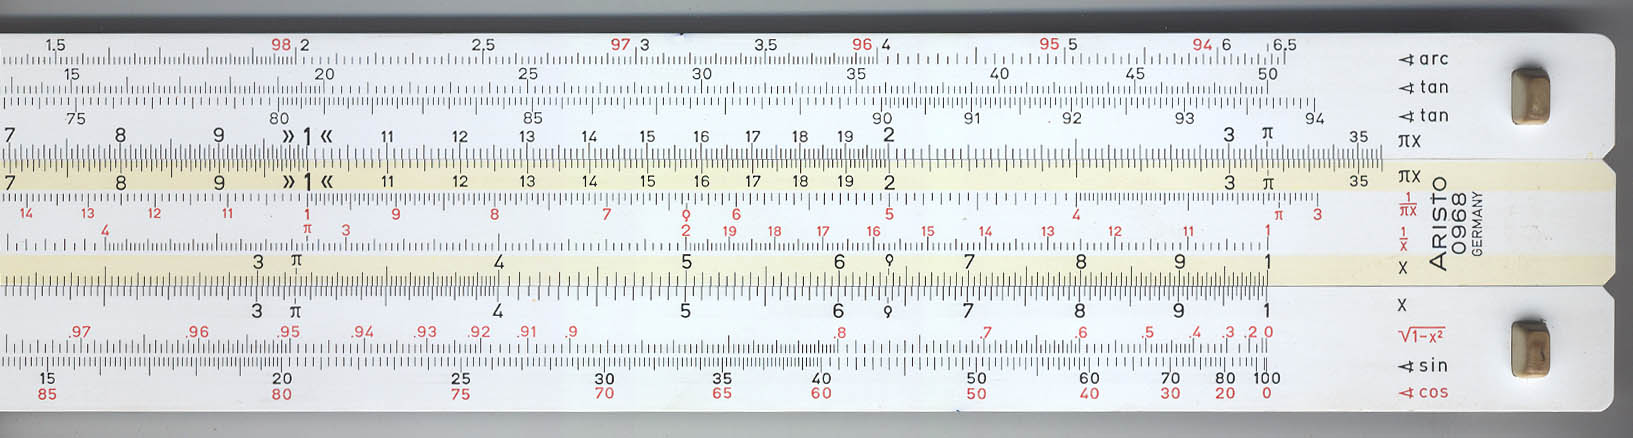 1.5 98 2 2.5 97 3 3.5 96 4 95 5 94 6 6.5 ∢ arc
15 20 25 30 35 40 45 50 ∢ tan
75 80 85 90 91 92 93 94 ∢ tan
7 8 9 » 1 « 11 12 13 14 15 16 17 18 19 2 3 π 35 πx
7 8 9 » 1 « 11 12 13 14 15 16 17 18 19 2 3 π 35 πx
14 13 12 11 1 9 8 7 ϙ 6 5 4 π 3 1/πx
4 π 3 2 19 18 17 16 15 14 13 12 11 1 1/x
3 π 4 5 6 ϙ 7 8 9 1 x
ARISTO
0968
GERMANY
3 π 4 5 6 ϙ 7 8 9 1 x
.97 .96 .95 .94 .93 .92 .91 .9 .8 .7 .6 .5 .4 .3 .2 0 √1-x²
15 20 25 30 35 40 50 60 70 80 100 ∢ sin
85 80 75 70 65 60 50 40 30 20 0 ∢ cos